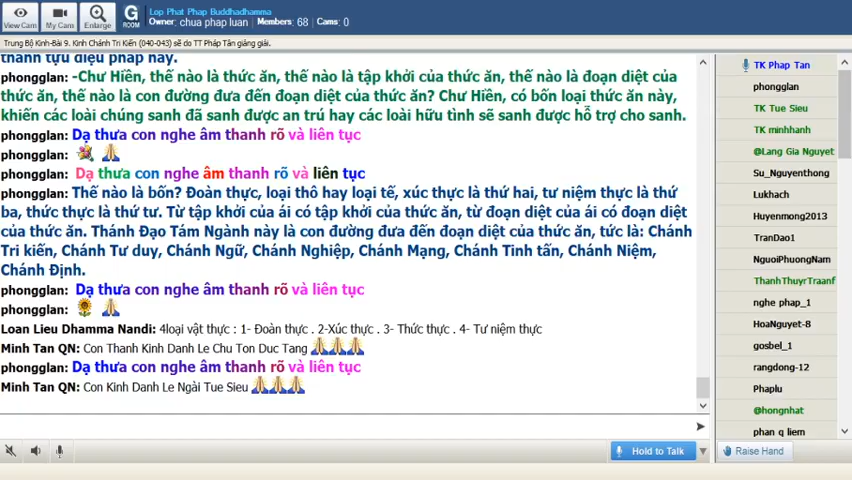 Lop Phat Phap Buddhadhamma
Owner: chua phap luan Members: 68 Cams: 0
View Cam
My Cams
Enlarge
G
ROOM
Trung Bộ Kinh-Bài 9. Kinh Chánh Tri Kiến (040-043) sẽ do TT Pháp Tân giảng giải.
thành tựu diệu pháp này.
phongglan: -Chư Hiền, thế nào là thức ăn, thế nào là tập khởi của thức ăn, thế nào là đoạn diệt của
thức ăn, thế nào là con đường đưa đến đoạn diệt của thức ăn? Chư Hiền, có bốn loại thức ăn này,
khiến các loài chúng sanh đã sanh được an trú hay các loài hữu tình sẽ sanh được hỗ trợ cho sanh.
phongglan: Dạ thưa con nghe âm thanh rõ và liên tục
phongglan:
phongglan: Dạ thưa con nghe âm thanh rõ và liên tục
phongglan: Thế nào là bốn? Đoàn thực, loại thô hay loại tế, xúc thực là thứ hai, tư niệm thực là thứ
ba, thức thực là thứ tư. Từ tập khởi của ái có tập khởi của thức ăn, từ đoạn diệt của ái có đoạn diệt
của thức ăn. Thánh Đạo Tám Ngành này là con đường đưa đến đoạn diệt của thức ăn, tức là: Chánh
Tri kiến, Chánh Tư duy, Chánh Ngữ, Chánh Nghiệp, Chánh Mạng, Chánh Tinh tấn, Chánh Niệm,
Chánh Định.
phongglan: Dạ thưa con nghe âm thanh rõ và liên tục
phongglan:
Loan Lieu Dhamma Nandi: 4loại vật thực : 1- Đoàn thực . 2-Xúc thực . 3- Thức thực . 4- Tư niệm thực
Minh Tan QN: Con Thanh Kinh Danh Le Chu Ton Duc Tang
phongglan: Dạ thưa con nghe âm thanh rõ và liên tục
Minh Tan QN: Con Kinh Danh Le Ngài Tue Sieu
Hold to Talk
TK Phap Tan
phongglan
TK Tue Sieu
TK minhhanh
@Lang Gia Nguyet
Su_Nguyenthong
Lukhach
Huyenmong2013
TranDao1
NguoiPhuongNam
ThanhThuyrTraanf
nghe phap_1
HoaNguyet-8
gosbel_1
rangdong-12
Phaplu
@hongnhat
phan q liem
Raise Hand